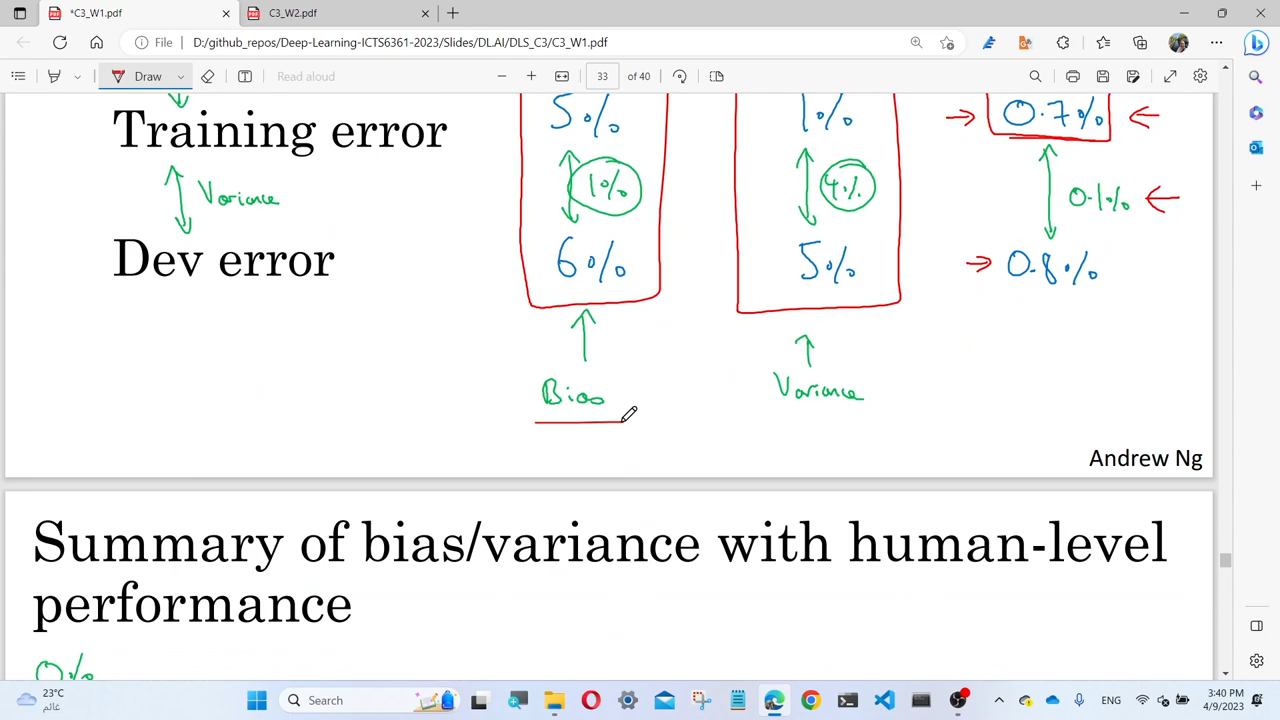 *C3_W1.pdf
C3_W2.pdf
File D:/github_repos/Deep-Learning-ICTS6361-2023/Slides/DL.AI/DLS_C3/C3_W1.pdf
Draw
Read aloud
33 of 40
5% 1% 0.7%
Training error
Variance 1% 4% 0.1%
Dev error 6% 5% 0.8%
Bias Variance
Andrew Ng
Summary of bias/variance with human-level
performance
0%
23°C
غائم
Search
ENG
3:40 PM
4/9/2023